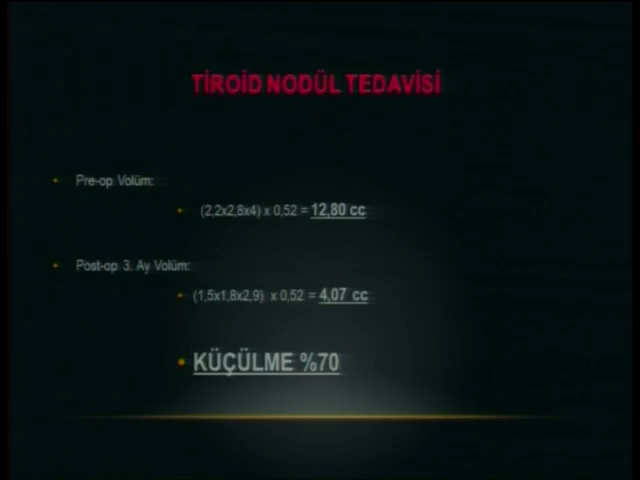 TİROİD NODÜL TEDAVİSİ
• Pre-op Volüm:
• (2,2x2,8x4) x 0,52 = 12,80 cc
• Post-op 3. Ay Volüm:
• (1,5x1,8x2,9) x 0,52 = 4,07 cc
• KÜÇÜLME %70